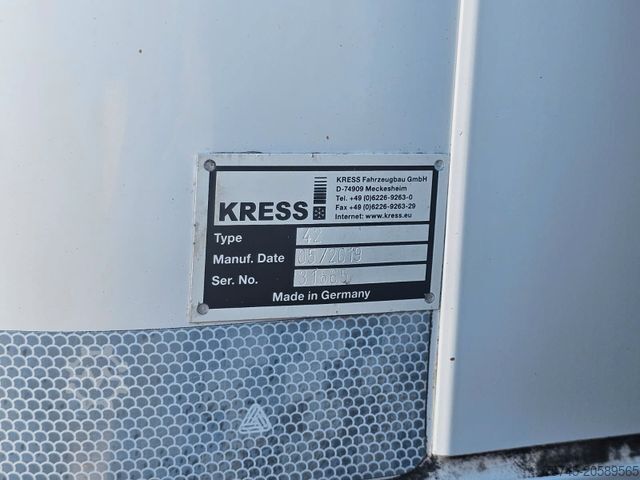 KRESS
KRESS Fahrzeugbau GmbH
D-74909 Meckesheim
Tel. +49 (0)6226-9263-0
Fax +49 (0)6226-9263-29
Internet: www.kress.eu
Type 42
Manuf. Date 05/2019
Ser. No.
Made in Germany